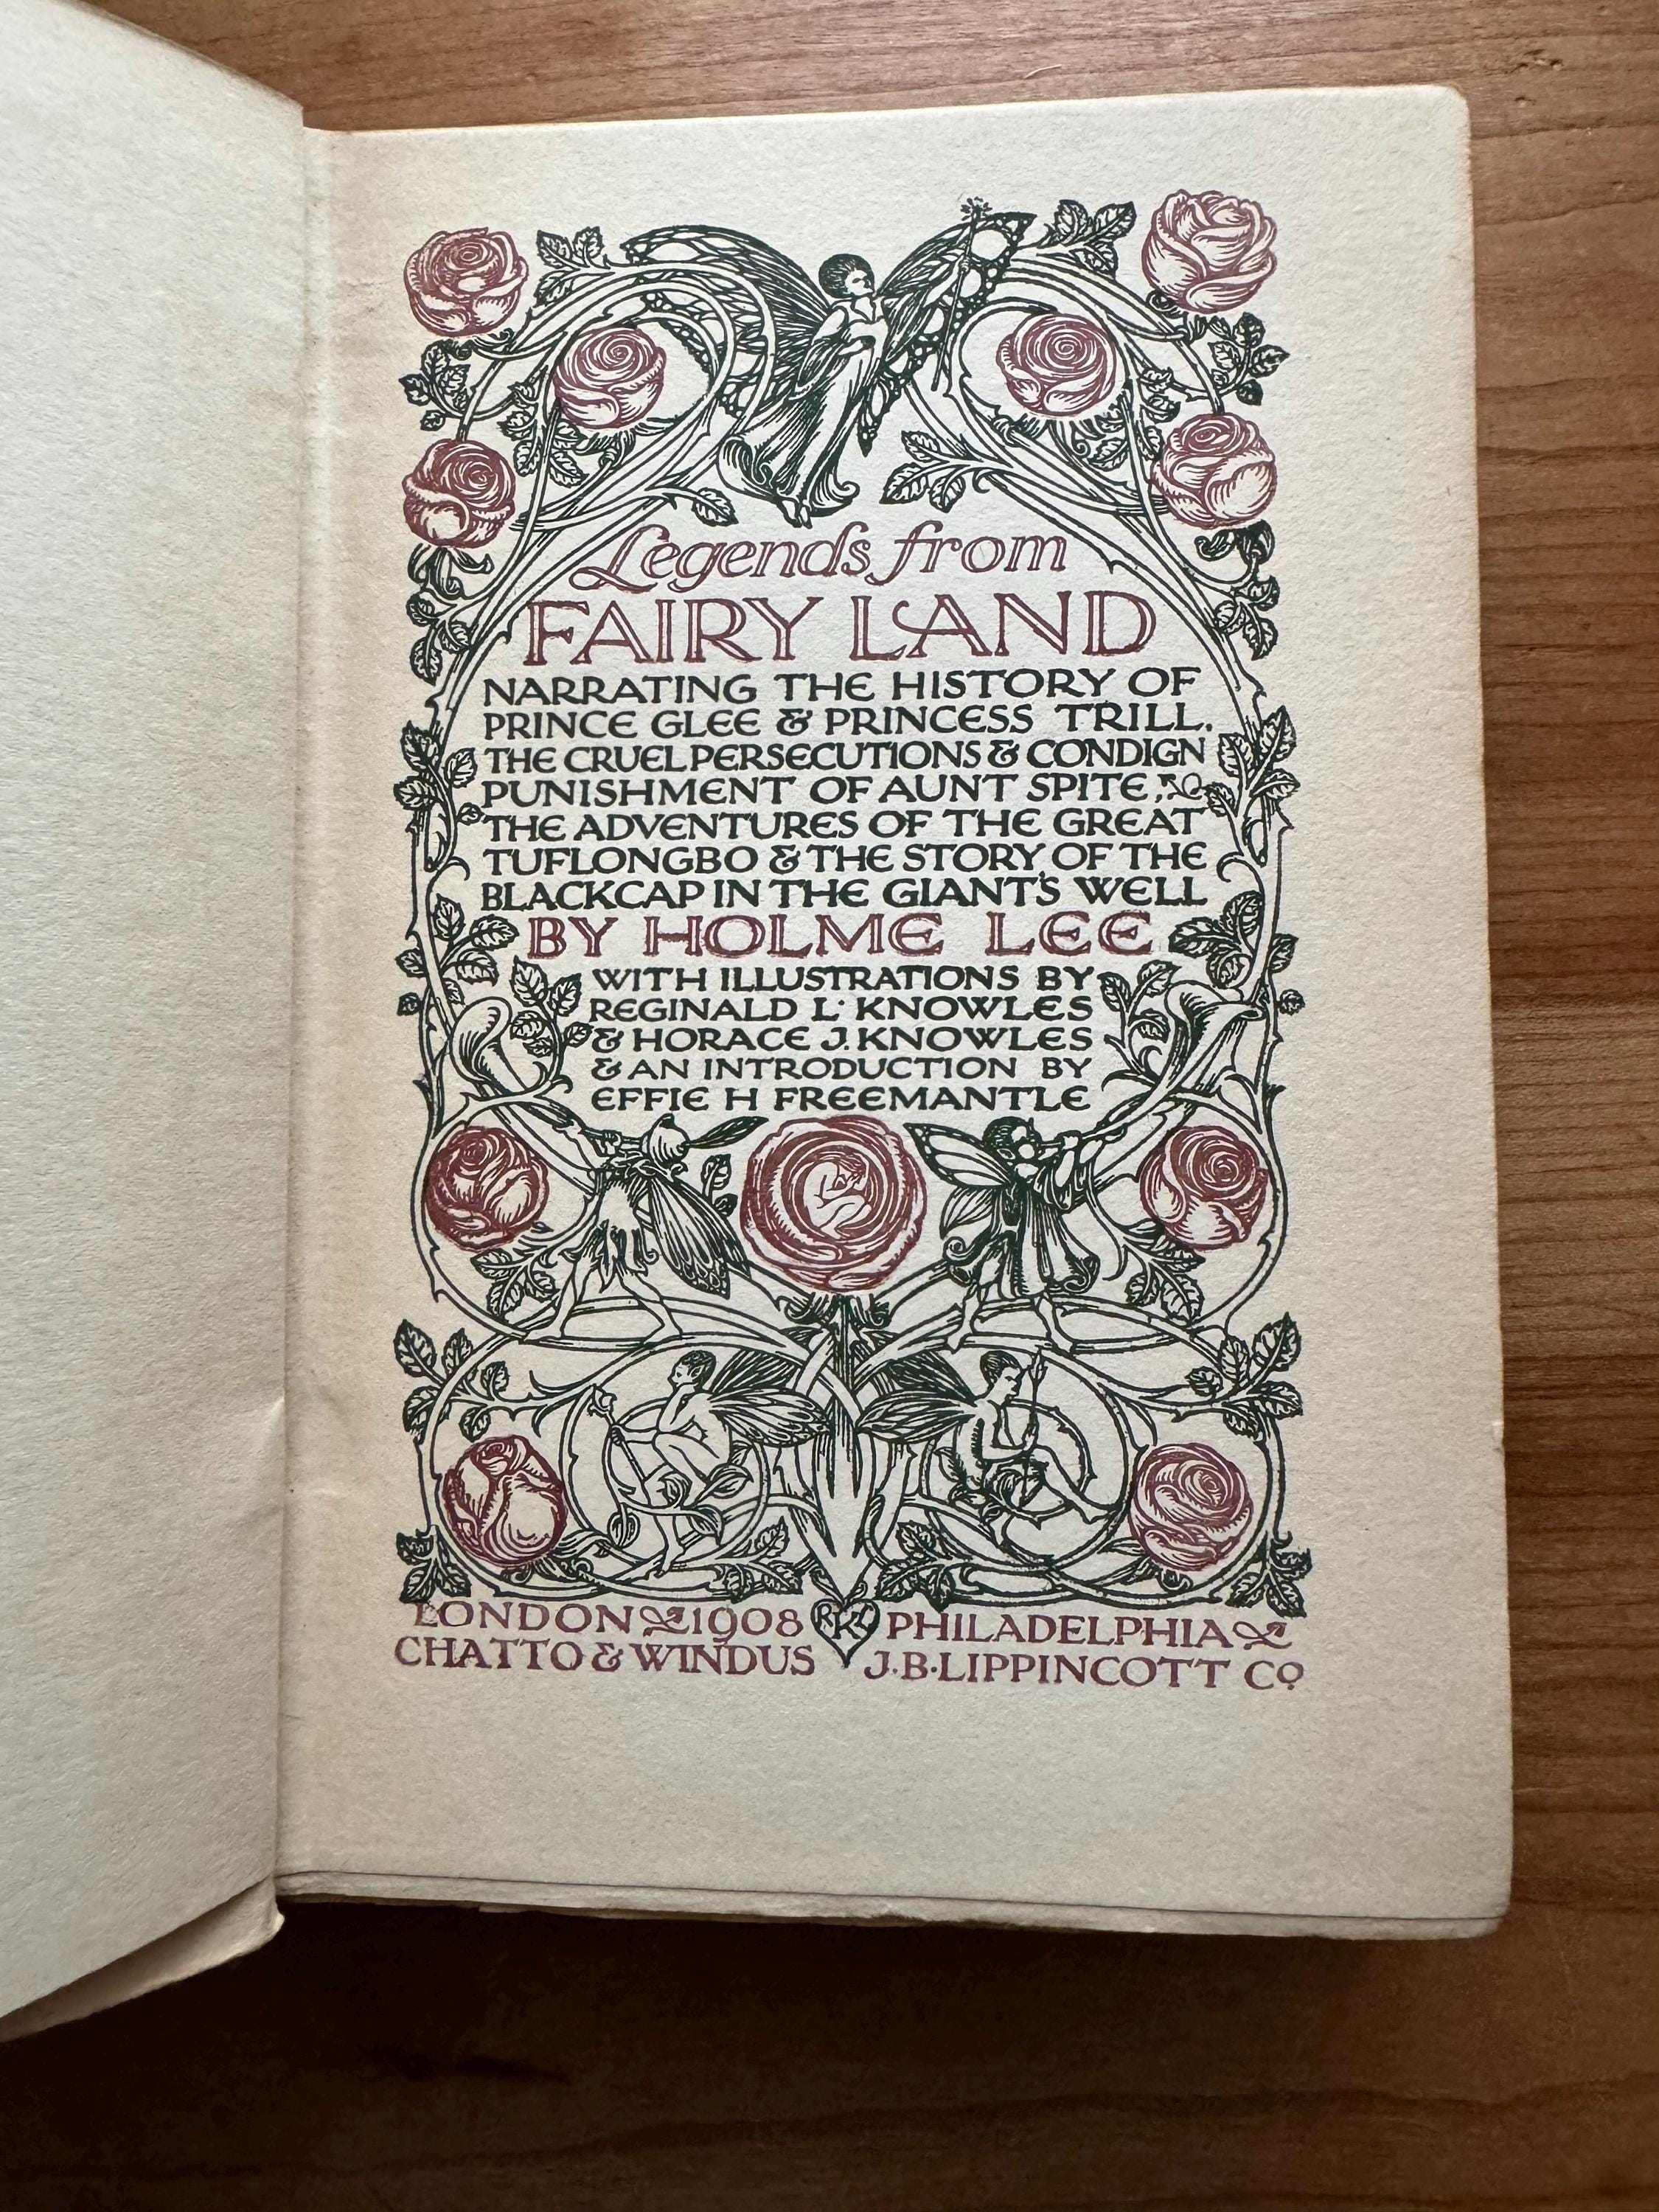 Legends from
FAIRY LAND
NARRATING THE HISTORY OF
PRINCE GLEE & PRINCESS TRILL.
THE CRUEL PERSECUTIONS & CONDIGN
PUNISHMENT OF AUNT SPITE,
THE ADVENTURES OF THE GREAT
TUFLONGBO & THE STORY OF THE
BLACKCAP IN THE GIANT'S WELL
BY HOLME LEE
WITH ILLUSTRATIONS BY
REGINALD L. KNOWLES
& HORACE J. KNOWLES
& AN INTRODUCTION BY
EFFIE H FREEMANTLE
LONDON 1908
CHATTO & WINDUS
RLK
PHILADELPHIA
J.B. LIPPINCOTT CO